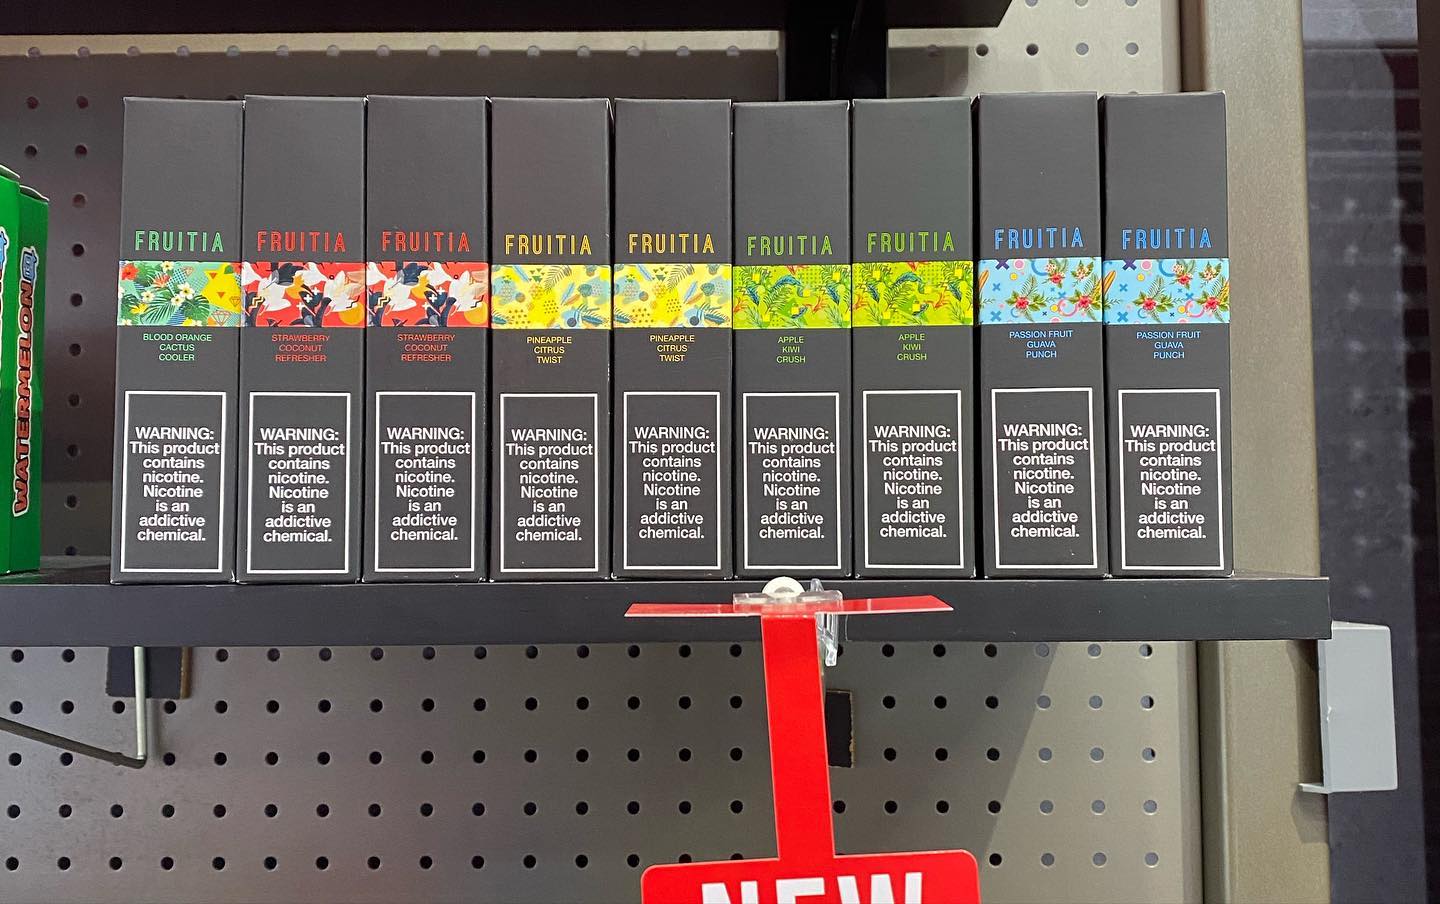 FRUITIA
BLOOD ORANGE
CACTUS
COOLER
WARNING:
This product
contains
nicotine.
Nicotine
is an
addictive
chemical.
FRUITIA
STRAWBERRY
COCONUT
REFRESHER
WARNING:
This product
contains
nicotine.
Nicotine
is an
addictive
chemical.
FRUITIA
STRAWBERRY
COCONUT
REFRESHER
WARNING:
This product
contains
nicotine.
Nicotine
is an
addictive
chemical.
FRUITIA
PINEAPPLE
CITRUS
TWIST
WARNING:
This product
contains
nicotine.
Nicotine
is an
addictive
chemical.
FRUITIA
PINEAPPLE
CITRUS
TWIST
WARNING:
This product
contains
nicotine.
Nicotine
is an
addictive
chemical.
FRUITIA
APPLE
KIWI
CRUSH
WARNING:
This product
contains
nicotine.
Nicotine
is an
addictive
chemical.
FRUITIA
APPLE
KIWI
CRUSH
WARNING:
This product
contains
nicotine.
Nicotine
is an
addictive
chemical.
FRUITIA
PASSION FRUIT
GUAVA
PUNCH
WARNING:
This product
contains
nicotine.
Nicotine
is an
addictive
chemical.
FRUITIA
PASSION FRUIT
GUAVA
PUNCH
WARNING:
This product
contains
nicotine.
Nicotine
is an
addictive
chemical.
WATERMELON
NEW